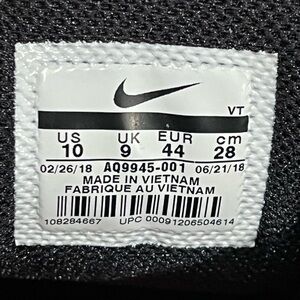 VT
US UK EUR cm
10 9 44 28
02/26/18 AQ9945-001 06/21/18
MADE IN VIETNAM
FABRIQUE AU VIETNAM
108284667 UPC 00091206504614